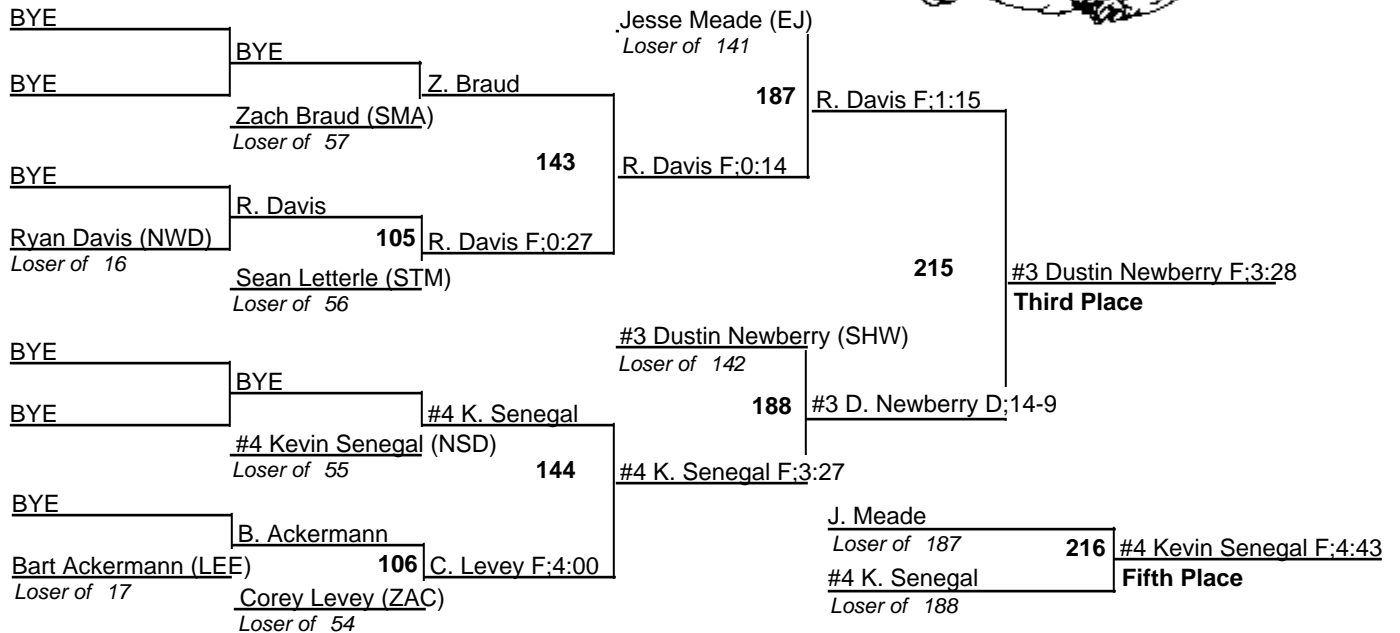 BYE
BYE
BYE
Zach Braud (SMA)
Loser of 57
Z. Braud
BYE
Ryan Davis (NWD)
Loser of 16
R. Davis
Sean Letterle (STM)
Loser of 56
105
R. Davis F;0:27
143
Jesse Meade (EJ)
Loser of 141
R. Davis F;0:14
187
R. Davis F;1:15
BYE
BYE
BYE
#4 Kevin Senegal (NSD)
Loser of 55
#4 K. Senegal
BYE
Bart Ackermann (LEE)
Loser of 17
B. Ackermann
Corey Levey (ZAC)
Loser of 54
106
C. Levey F;4:00
144
#3 Dustin Newberry (SHW)
Loser of 142
#4 K. Senegal F;3:27
188
#3 D. Newberry D;14-9
215
#3 Dustin Newberry F;3:28
Third Place
J. Meade
Loser of 187
#4 K. Senegal
Loser of 188
216
#4 Kevin Senegal F;4:43
Fifth Place